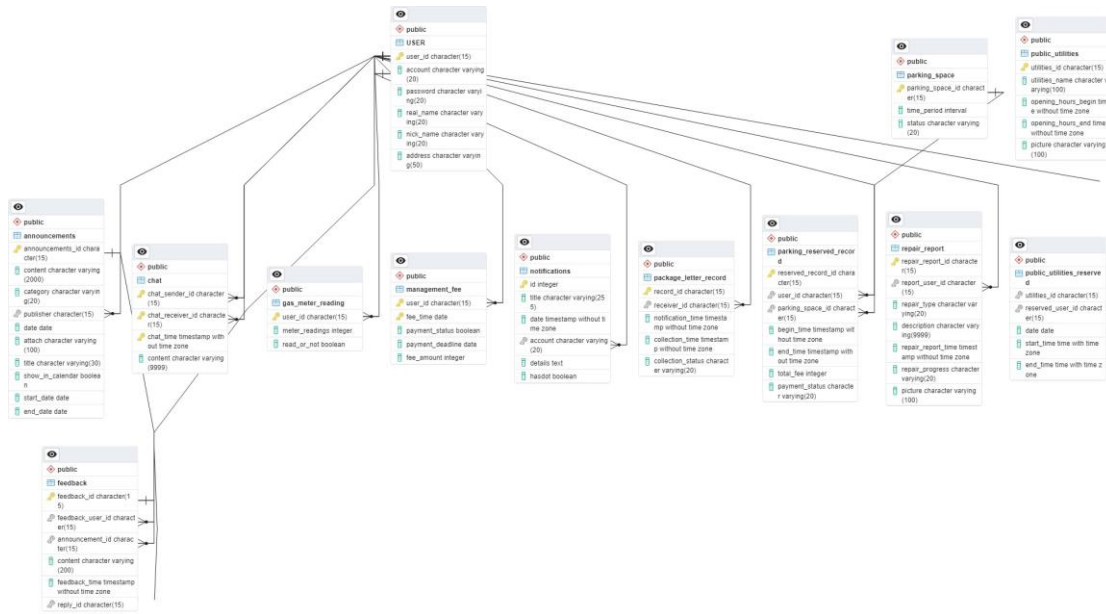 public
USER
user_id character(15)
account character varying
(20)
password character varyi
ng(20)
real_name character vary
ing(20)
nick_name character varyi
ng(20)
address character varyin
g(50)
public
parking_space
parking_space_id charact
er(15)
time_period interval
status character varying
(20)
public
public_utilities
utilities_id character(15)
utilities_name character v
arying(100)
opening_hours_begin tim
e without time zone
opening_hours_end time
without time zone
picture character varying
(100)
public
announcements
announcements_id chara
cter(15)
content character varying
(2000)
category character varyin
g(20)
publisher character(15)
date date
attach character varying
(100)
title character varying(30)
show_in_calendar boolea
n
start_date date
end_date date
public
chat
chat_sender_id character
(15)
chat_receiver_id characte
r(15)
chat_time timestamp with
out time zone
content character varying
(9999)
public
gas_meter_reading
user_id character(15)
meter_readings integer
read_or_not boolean
public
management_fee
user_id character(15)
fee_time date
payment_status boolean
payment_deadline date
fee_amount integer
public
notifications
id integer
title character varying(25
5)
date timestamp without ti
me zone
account character varying
(20)
details text
hasdot boolean
public
package_letter_record
record_id character(15)
receiver_id character(15)
notification_time timesta
mp without time zone
collection_time timestam
p without time zone
collection_status charact
er varying(20)
public
parking_reserved_recor
d
reserved_record_id chara
cter(15)
user_id character(15)
parking_space_id charact
er(15)
begin_time timestamp wit
hout time zone
end_time timestamp with
out time zone
total_fee integer
payment_status characte
r varying(20)
public
repair_report
repair_report_id characte
r(15)
report_user_id character
(15)
repair_type character var
ying(20)
description character vary
ing(9999)
repair_report_time timest
amp without time zone
repair_progress character
varying(20)
picture character varying
(100)
public
public_utilities_reserve
d
utilities_id character(15)
reserved_user_id charact
er(15)
date date
start_time time with time
zone
end_time time with time z
one
public
feedback
feedback_id character(1
5)
feedback_user_id charact
er(15)
announcement_id charac
ter(15)
content character varying
(200)
feedback_time timestamp
without time zone
reply_id character(15)